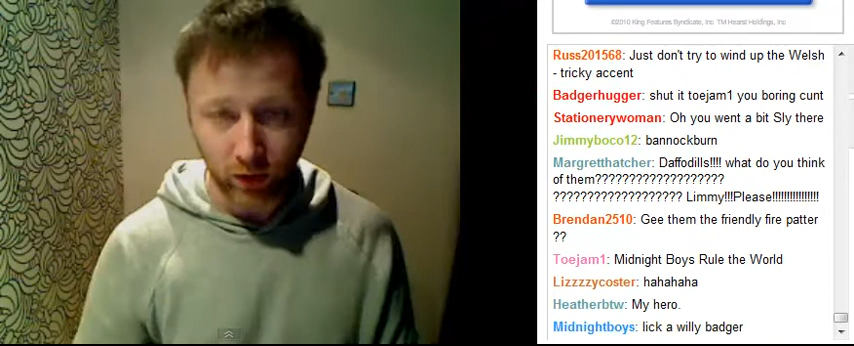 ©2010 King Features Syndicate, Inc TM Hearst Holdings, Inc
Russ201568: Just don't try to wind up the Welsh
- tricky accent
Badgerhugger: shut it toejam1 you boring cunt
Stationerywoman: Oh you went a bit Sly there
Jimmyboco12: bannockburn
Margretthatcher: Daffodills!!!! what do you think
of them???????????????????
??????????????????? Limmy!!!Please!!!!!!!!!!!!!!!!
Brendan2510: Gee them the friendly fire patter
??
Toejam1: Midnight Boys Rule the World
Lizzzzycoster: hahahaha
Heatherbtw: My hero.
Midnightboys: lick a willy badger